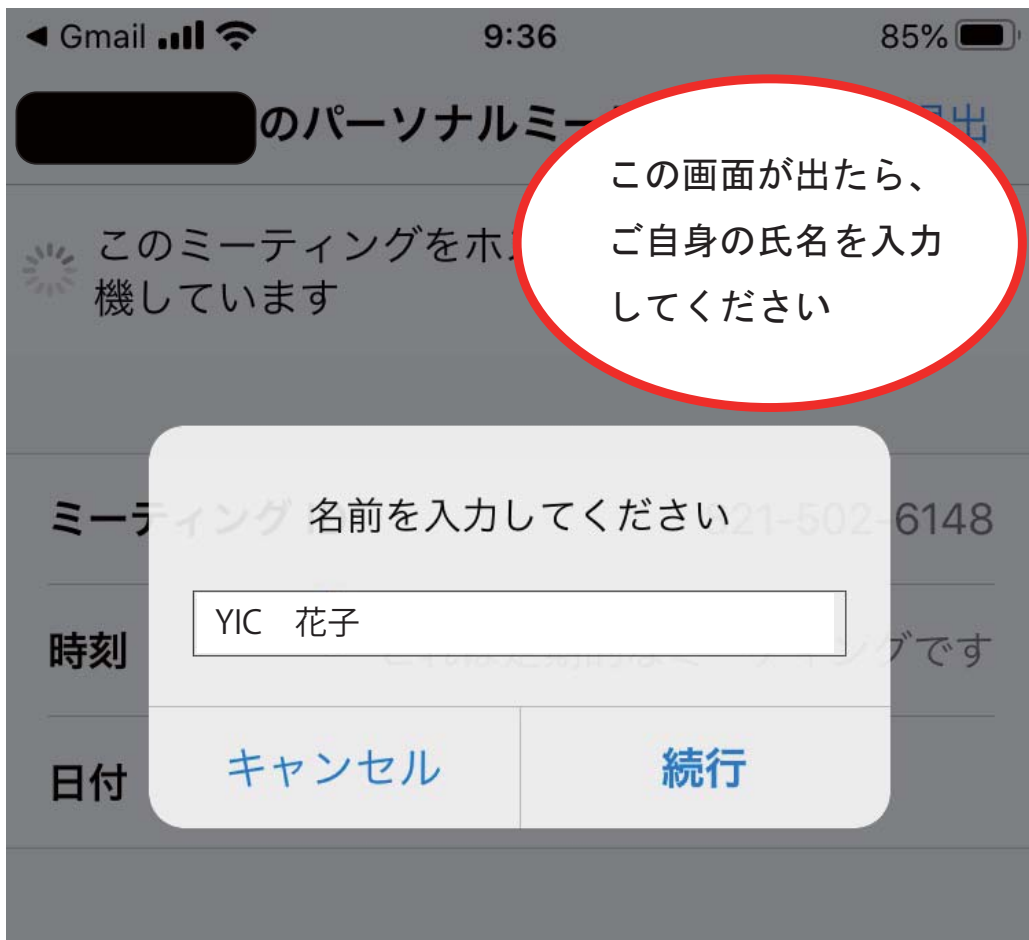 Gmail 9:36 85%
のパーソナルミー
この画面が出たら、
ご自身の氏名を入力
してください
このミーティングをホ
機しています
名前を入力してください
ミーティング 21-502-6148
YIC 花子
時刻 グです
日付
キャンセル 続行